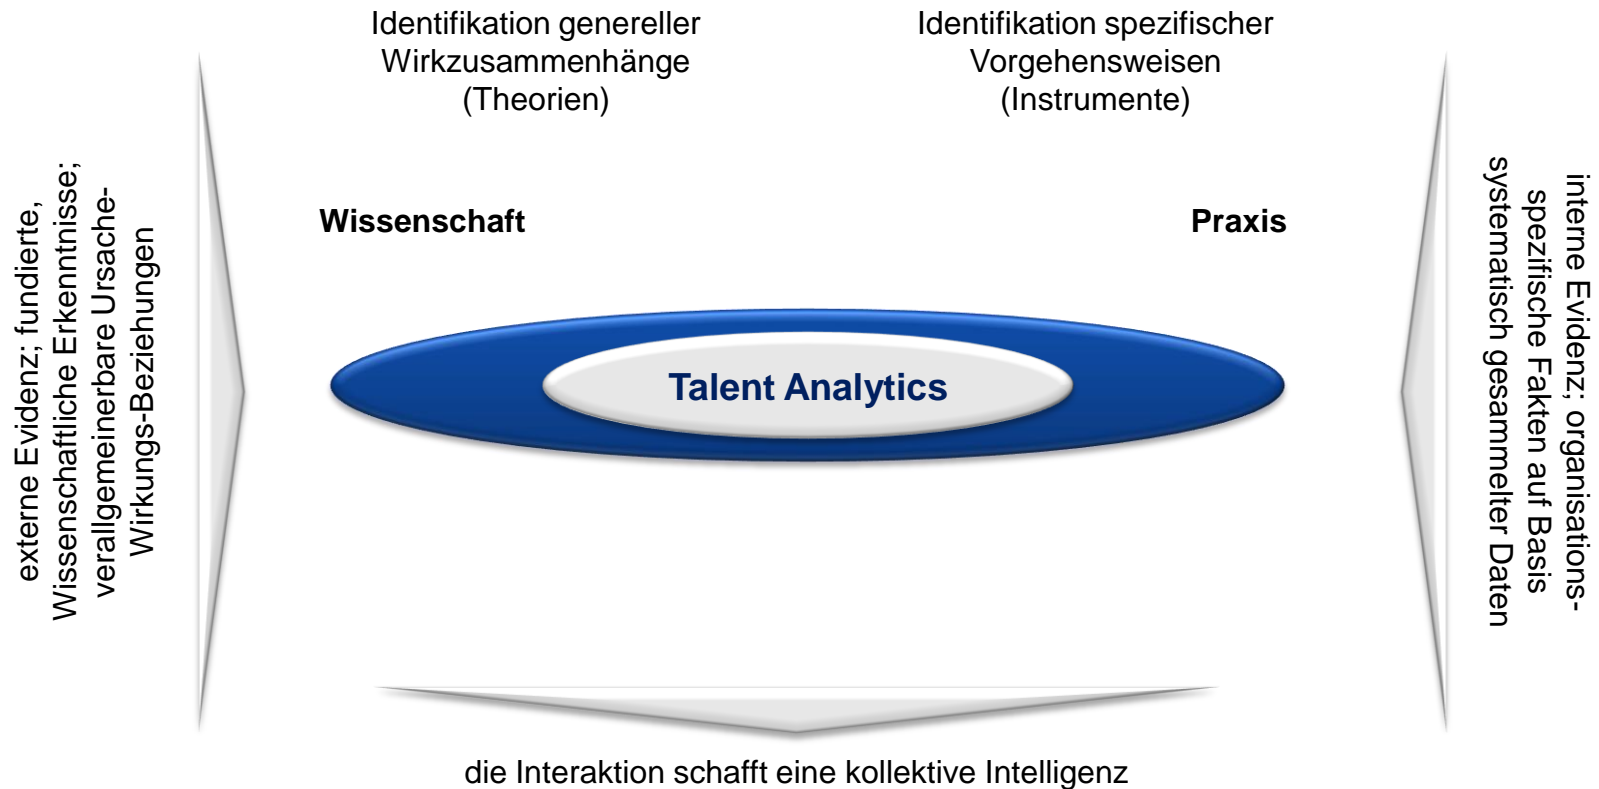 Identifikation genereller
Wirkzusammenhänge
(Theorien)
Identifikation spezifischer
Vorgehensweisen
(Instrumente)
externe Evidenz; fundierte,
Wissenschaftliche Erkenntnisse;
verallgemeinerbare Ursache-
Wirkungs-Beziehungen
Wissenschaft
Praxis
Talent Analytics
interne Evidenz; organisations-
spezifische Fakten auf Basis
systematisch gesammelter Daten
die Interaktion schafft eine kollektive Intelligenz